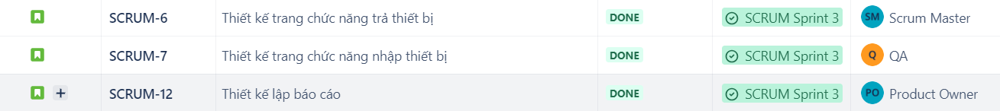 SCRUM-6 Thiết kế trang chức năng trả thiết bị DONE SCRUM Sprint 3 SM Scrum Master
SCRUM-7 Thiết kế trang chức năng nhập thiết bị DONE SCRUM Sprint 3 Q QA
SCRUM-12 Thiết kế lập báo cáo DONE SCRUM Sprint 3 PO Product Owner